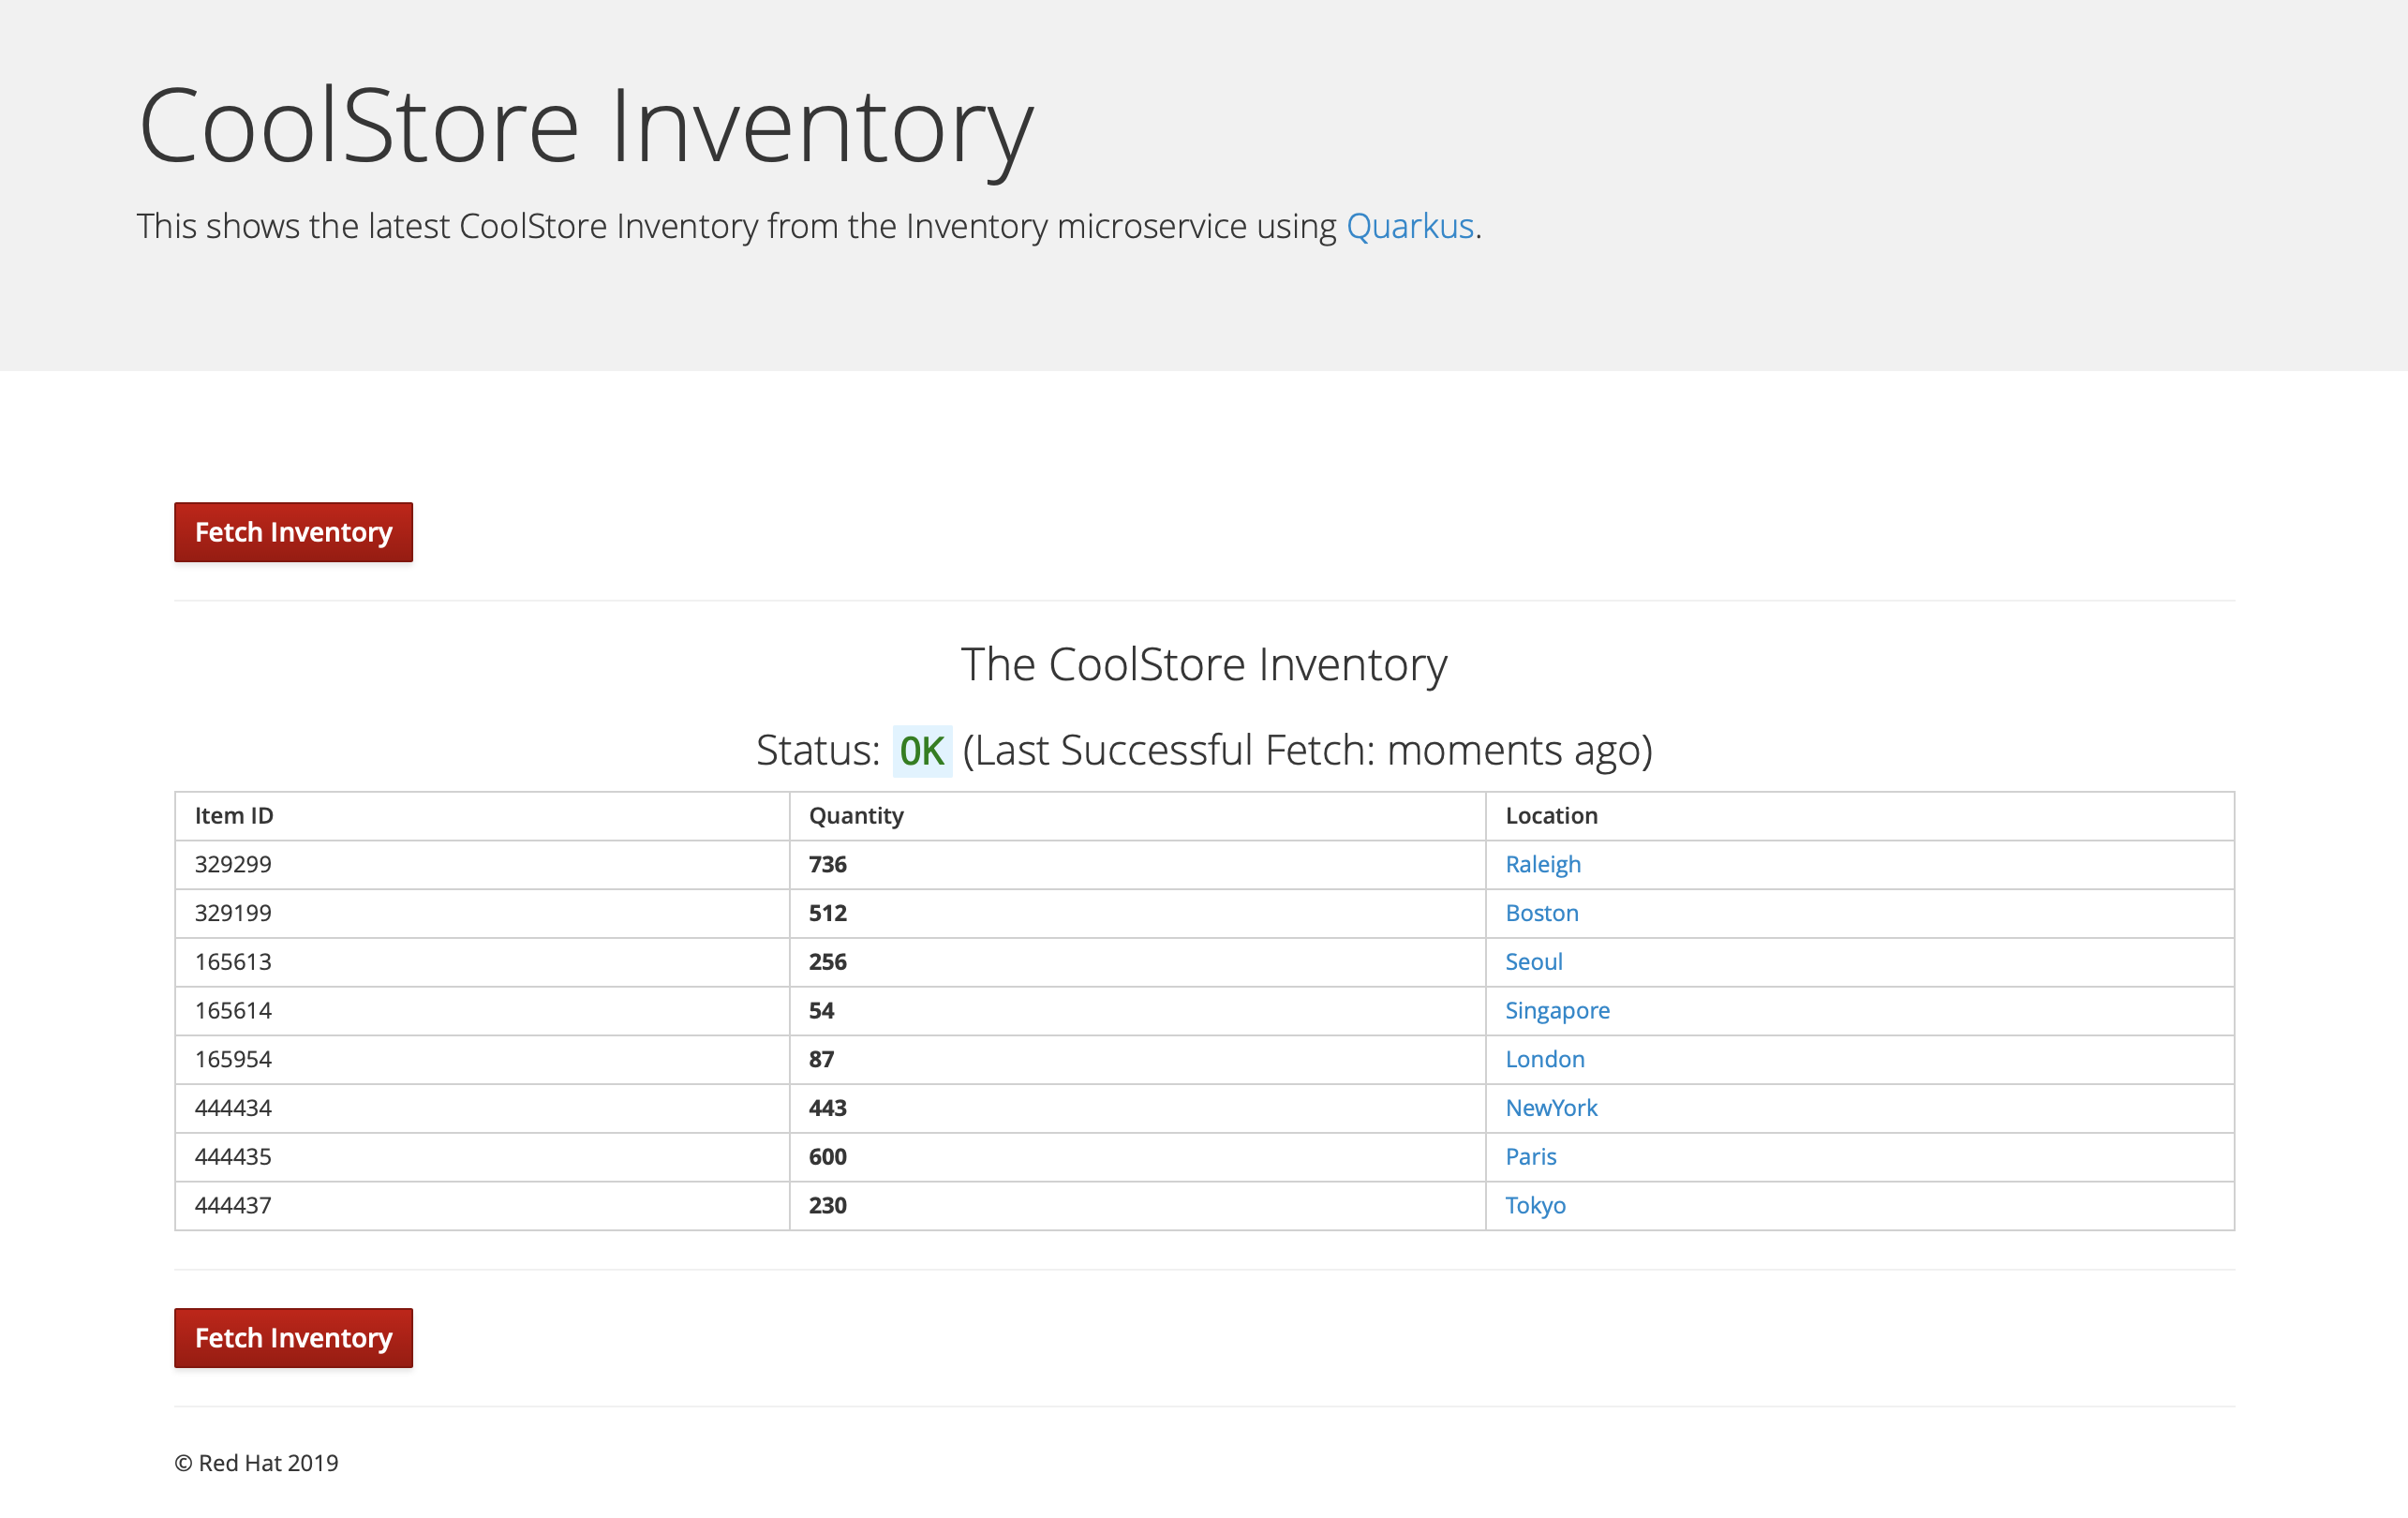 CoolStore Inventory
This shows the latest CoolStore Inventory from the Inventory microservice using Quarkus.
Fetch Inventory
The CoolStore Inventory
Status: OK (Last Successful Fetch: moments ago)
Item ID Quantity Location
329299 736 Raleigh
329199 512 Boston
165613 256 Seoul
165614 54 Singapore
165954 87 London
444434 443 NewYork
444435 600 Paris
444437 230 Tokyo
Fetch Inventory
© Red Hat 2019